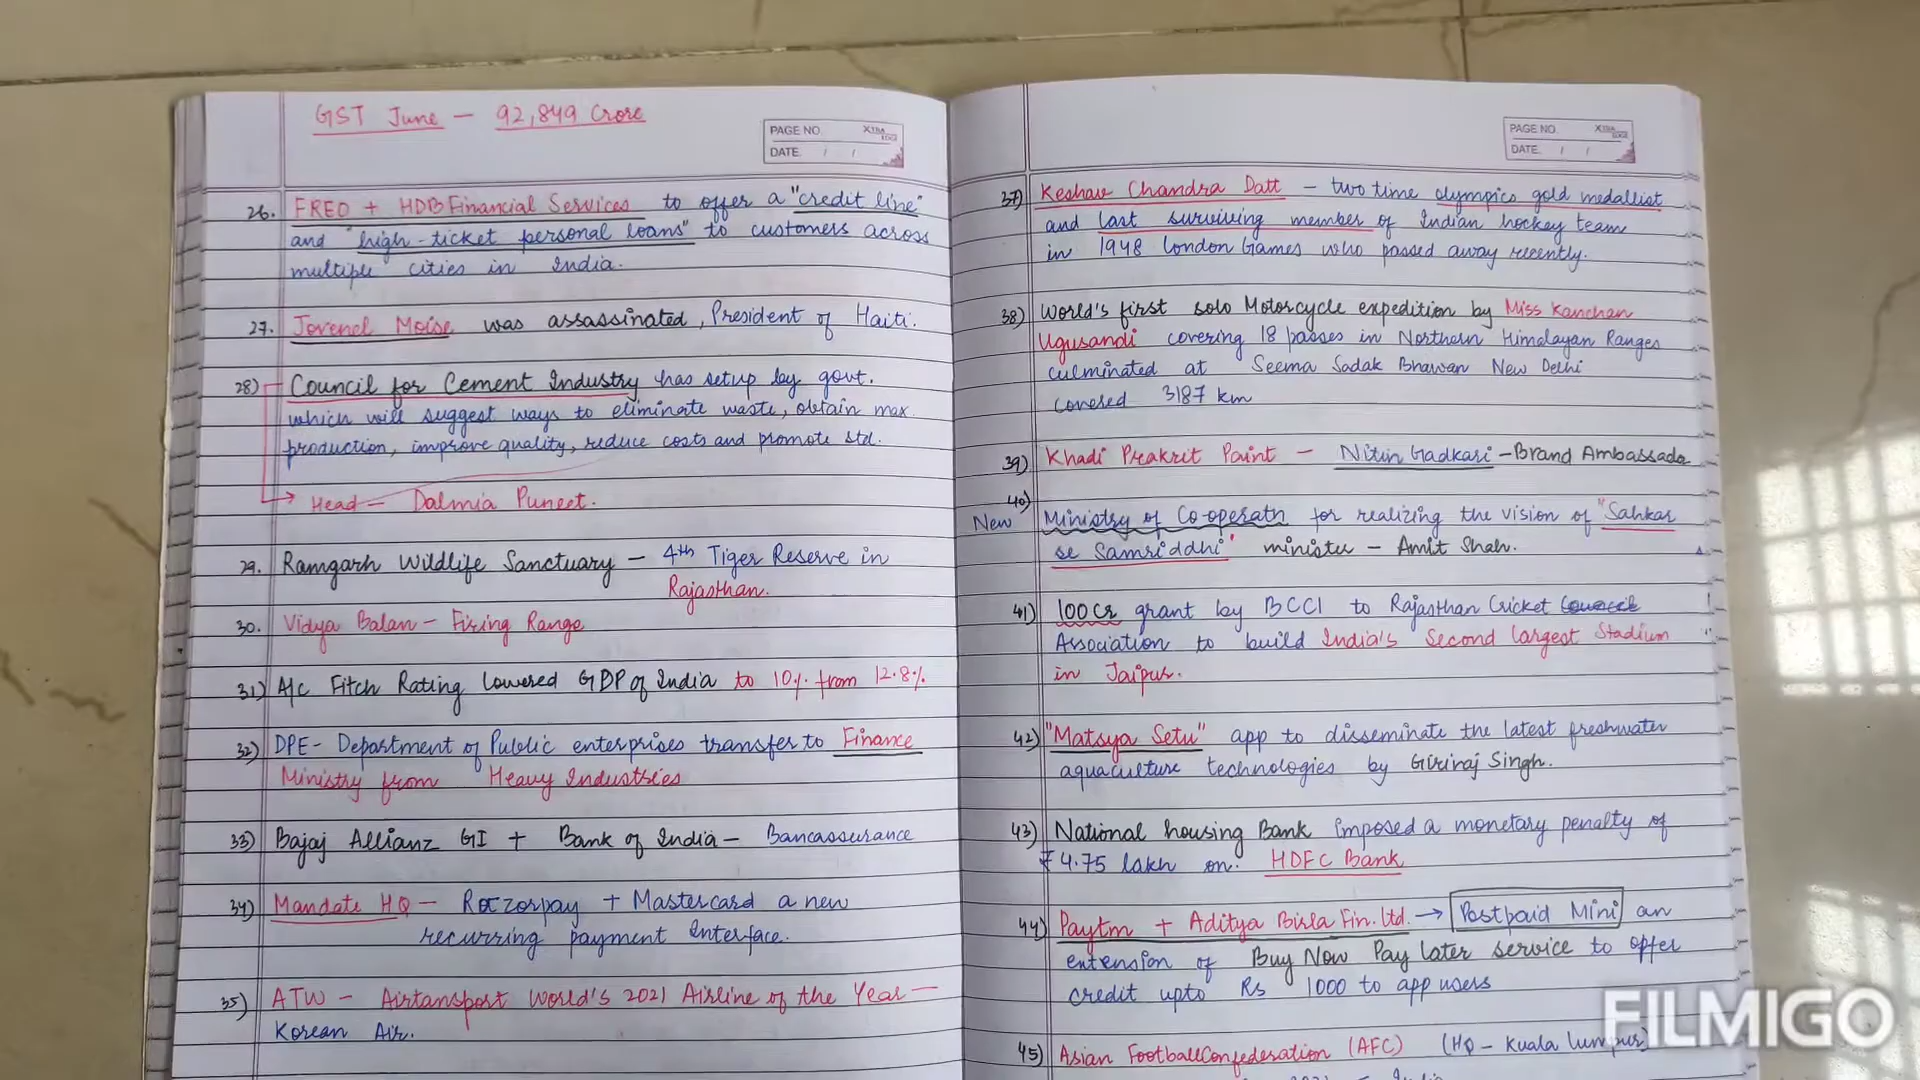 GST June – 92,849 Crore
PAGE NO.
DATE / /
26. FREO + HDB Financial Services to offer a "credit line"
and "high-ticket personal loans" to customers across
multiple cities in India.
27. Jovenel Moise was assassinated, President of Haiti.
28) Council for Cement Industry has setup by govt.
which will suggest ways to eliminate waste, obtain max.
production, improve quality, reduce costs and promote std.
Head – Dalmia Puneet.
29. Ramgarh Wildlife Sanctuary – 4th Tiger Reserve in
Rajasthan.
30. Vidya Balan – Firing Range
31) A/c Fitch Rating lowered GDP of India to 10% from 12.8%
32) DPE- Department of Public enterprises transfer to Finance
Ministry from Heavy Industries
33) Bajaj Allianz GI + Bank of India – Bancassurance
34) Mandate HQ – Rozorpay + Mastercard a new
recurring payment Interface.
35) ATW – Airtansport World's 2021 Airline of the Year –
Korean Air.
PAGE NO.
DATE. / /
37) Keshav Chandra Datt – two time olympics gold medallist
and last surviving member of Indian hockey team
in 1948 London Games who passed away recently.
38) World's first solo Motorcycle expedition by Miss Kanchan
Ugusandi covering 18 passes in Northern Himalayan Ranges
culminated at Seema Sadak Bhawan New Delhi
covered 3187 km
39) Khadi Prakrit Paint – Nitin Gadkari – Brand Ambassado
40)
New Ministry of Co-operatn for realizing the vision of "Sahkar
se Samriddhi" minister – Amit Shah.
41) 100 cr grant by BCCI to Rajasthan Cricket
Association to build India's Second largest Stadium
in Jaipur.
42) "Matsya Setu" app to disseminate the latest freshwater
aquaculture technologies by Giriraj Singh.
43) National housing Bank imposed a monetary penalty of
₹4.75 lakh on. HDFC Bank
44) Paytm + Aditya Birla Fin. Ltd. → Postpaid Mini an
extension of Buy Now Pay Later service to offer
credit upto Rs 1000 to app users
45) Asian Football Confederation (AFC) (HQ – Kuala Lumpur)
FILMIGO